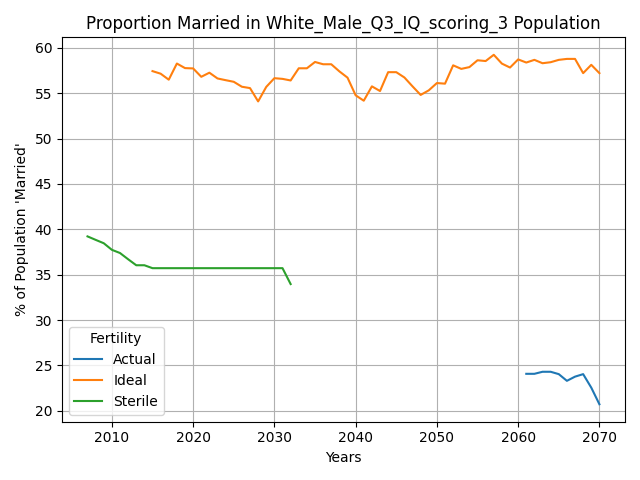 Proportion Married in White_Male_Q3_IQ_scoring_3 Population
% of Population 'Married'
60
55
50
45
40
35
30
25
20
Fertility
Actual
Ideal
Sterile
2010 2020 2030 2040 2050 2060 2070
Years